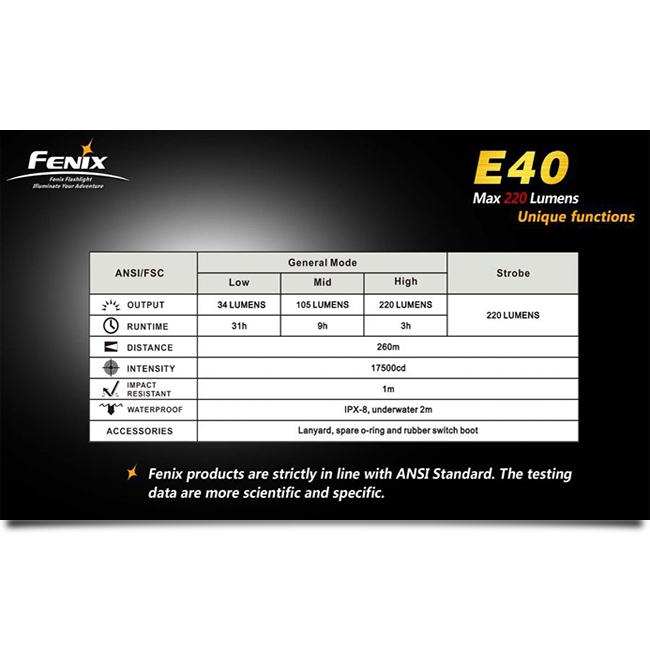 FENIX
Fenix Flashlight
Illuminate Your Adventure
E40
Max 220 Lumens
Unique functions
ANSI/FSC General Mode Strobe
Low Mid High
OUTPUT 34 LUMENS 105 LUMENS 220 LUMENS 220 LUMENS
RUNTIME 31h 9h 3h
DISTANCE 260m
INTENSITY 17500cd
IMPACT RESISTANT 1m
WATERPROOF IPX-8, underwater 2m
ACCESSORIES Lanyard, spare o-ring and rubber switch boot
Fenix products are strictly in line with ANSI Standard. The testing
data are more scientific and specific.